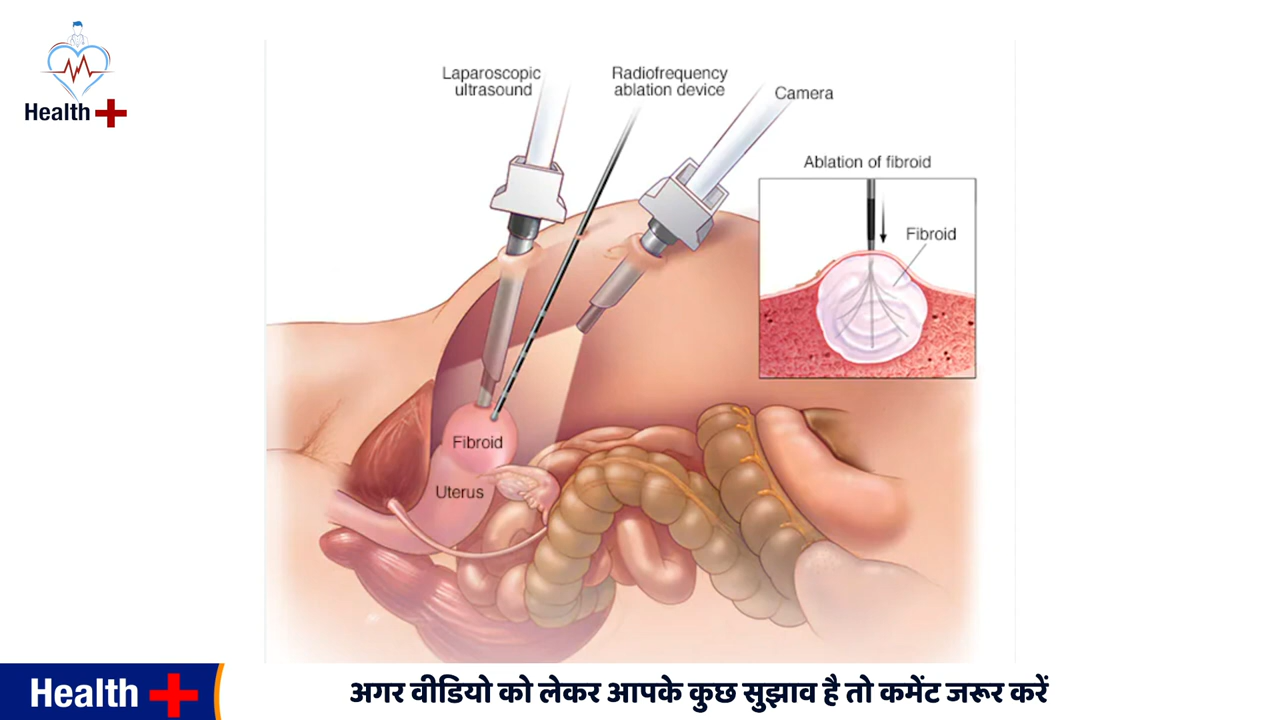 Health
Laparoscopic
ultrasound
Radiofrequency
ablation device
Camera
Ablation of fibroid
Fibroid
Fibroid
Uterus
Health
अगर वीडियो को लेकर आपके कुछ सुझाव है तो कमेंट जरूर करें